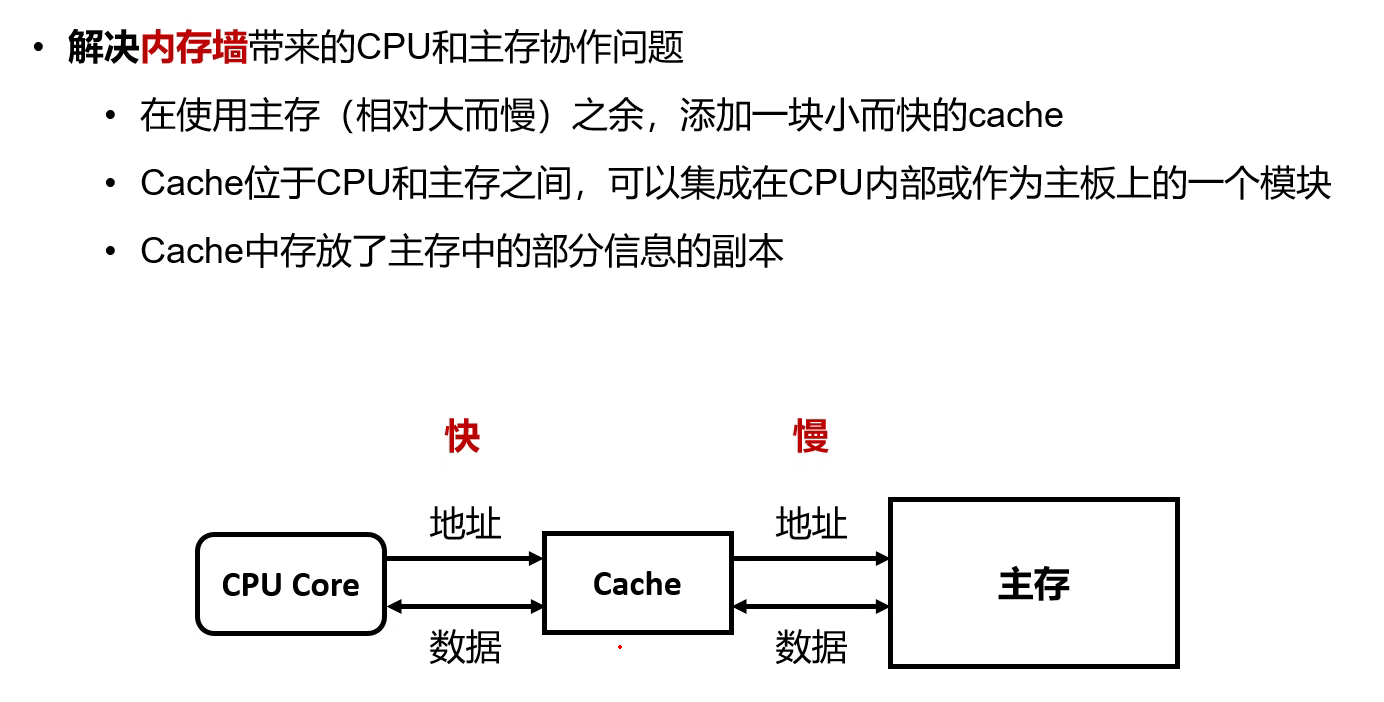 • 解决内存墙带来的CPU和主存协作问题
• 在使用主存（相对大而慢）之余，添加一块小而快的cache
• Cache位于CPU和主存之间，可以集成在CPU内部或作为主板上的一个模块
• Cache中存放了主存中的部分信息的副本
快
慢
地址
地址
CPU Core
Cache
主存
数据
数据